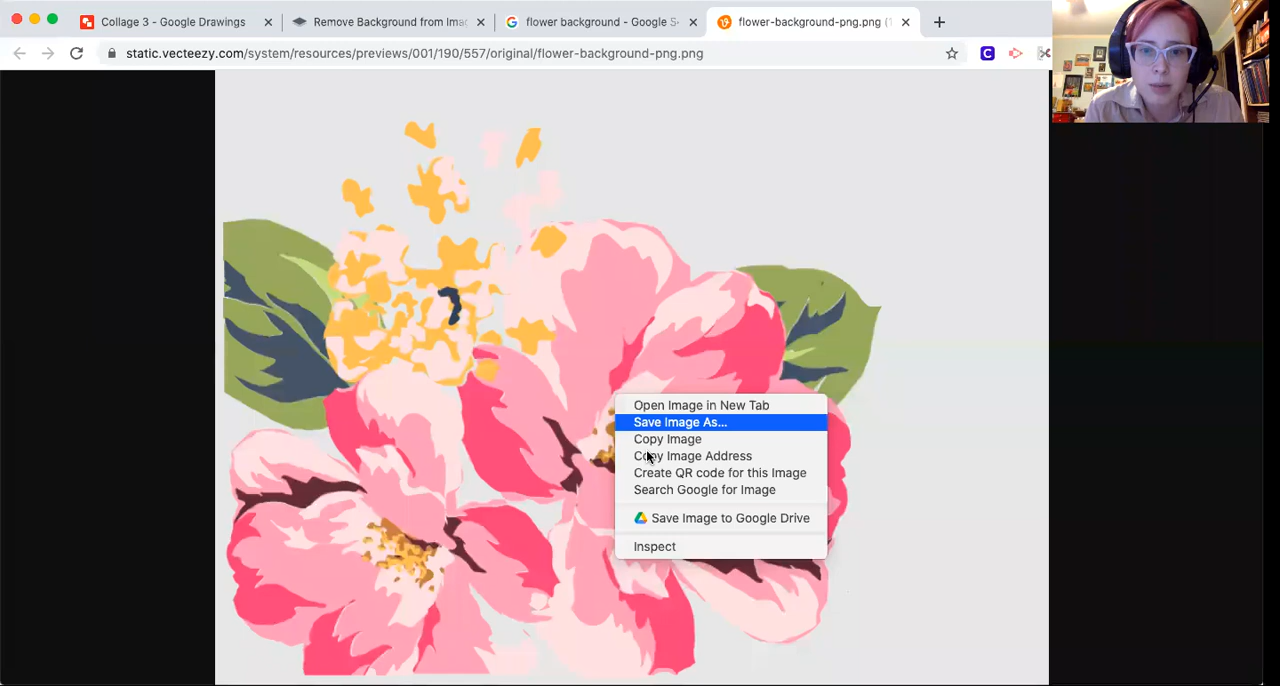 Collage 3 - Google Drawings
Remove Background from Imag
flower background - Google S
flower-background-png.png (1
static.vecteezy.com/system/resources/previews/001/190/557/original/flower-background-png.png
Open Image in New Tab
Save Image As...
Copy Image
Copy Image Address
Create QR code for this Image
Search Google for Image
Save Image to Google Drive
Inspect